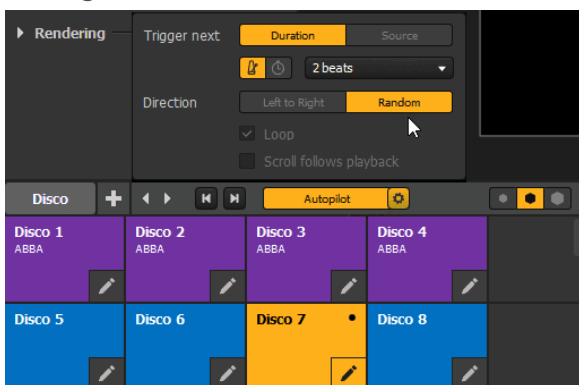 Rendering
Trigger next Duration Source
2 beats
Direction Left to Right Random
Loop
Scroll follows playback
Disco Autopilot
Disco 1 Disco 2 Disco 3 Disco 4
ABBA ABBA ABBA ABBA
Disco 5 Disco 6 Disco 7 Disco 8